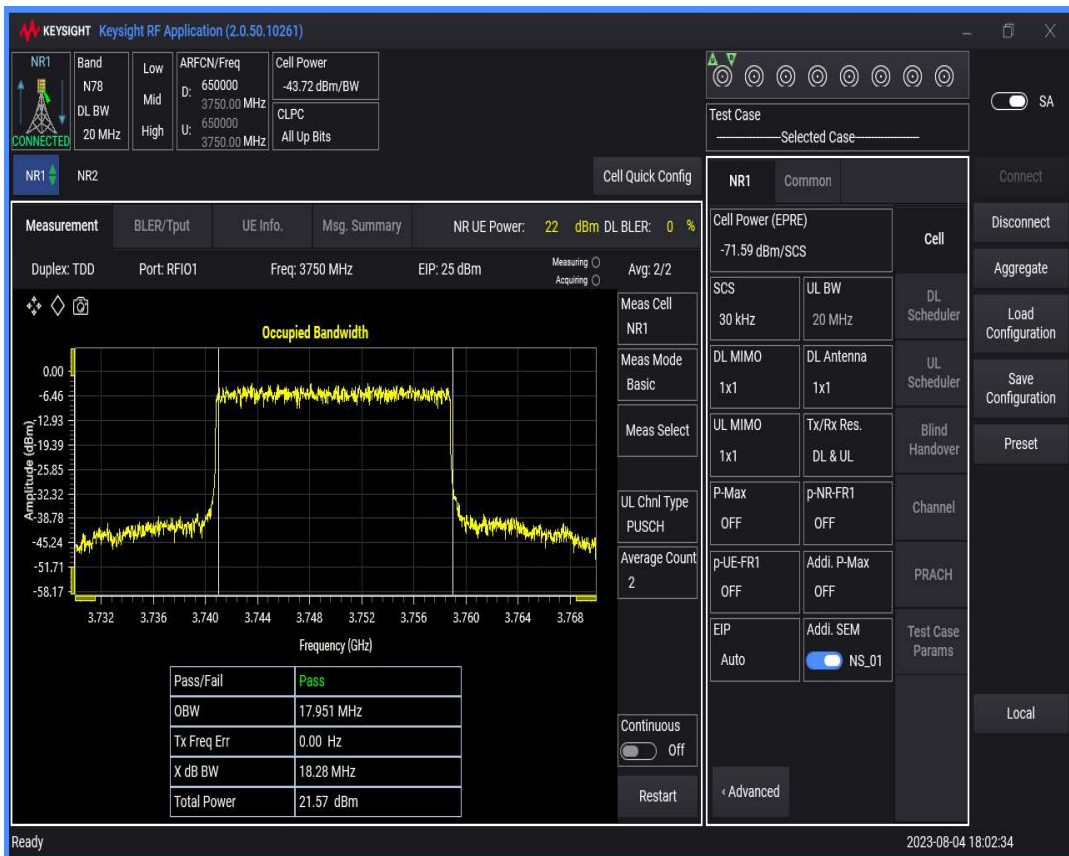 KEYSIGHT Keysight RF Application (2.0.50.10261)
NR1
CONNECTED
Band
N78
DL BW
20 MHz
Low
Mid
High
ARFCN/Freq
D: 650000
3750.00 MHz
U: 650000
3750.00 MHz
Cell Power
-43.72 dBm/BW
CLPC
All Up Bits
Test Case
Selected Case
SA
NR1
NR2
Cell Quick Config
Measurement
BLER/Tput
UE Info.
Msg. Summary
NR UE Power: 22 dBm DL BLER: 0 %
Duplex: TDD
Port: RFIO1
Freq: 3750 MHz
EIP: 25 dBm
Measuring
Acquiring
Avg: 2/2
Occupied Bandwidth
Amplitude (dBm)
0.00
-6.46
-12.93
-19.39
-25.85
-32.32
-38.78
-45.24
-51.71
-58.17
3.732 3.736 3.740 3.744 3.748 3.752 3.756 3.760 3.764 3.768
Frequency (GHz)
Pass/Fail Pass
OBW 17.951 MHz
Tx Freq Err 0.00 Hz
X dB BW 18.28 MHz
Total Power 21.57 dBm
Meas Cell
NR1
Meas Mode
Basic
Meas Select
UL Chnl Type
PUSCH
Average Count
2
Continuous
Off
Restart
NR1
Common
Cell Power (EPRE)
-71.59 dBm/SCS
SCS
30 kHz
UL BW
20 MHz
DL MIMO
1x1
DL Antenna
1x1
UL MIMO
1x1
Tx/Rx Res.
DL & UL
P-Max
OFF
p-NR-FR1
OFF
p-UE-FR1
OFF
Addi. P-Max
OFF
EIP
Auto
Addi. SEM
NS_01
‹ Advanced
Cell
DL
Scheduler
UL
Scheduler
Blind
Handover
Channel
PRACH
Test Case
Params
Connect
Disconnect
Aggregate
Load
Configuration
Save
Configuration
Preset
Local
Ready
2023-08-04 18:02:34